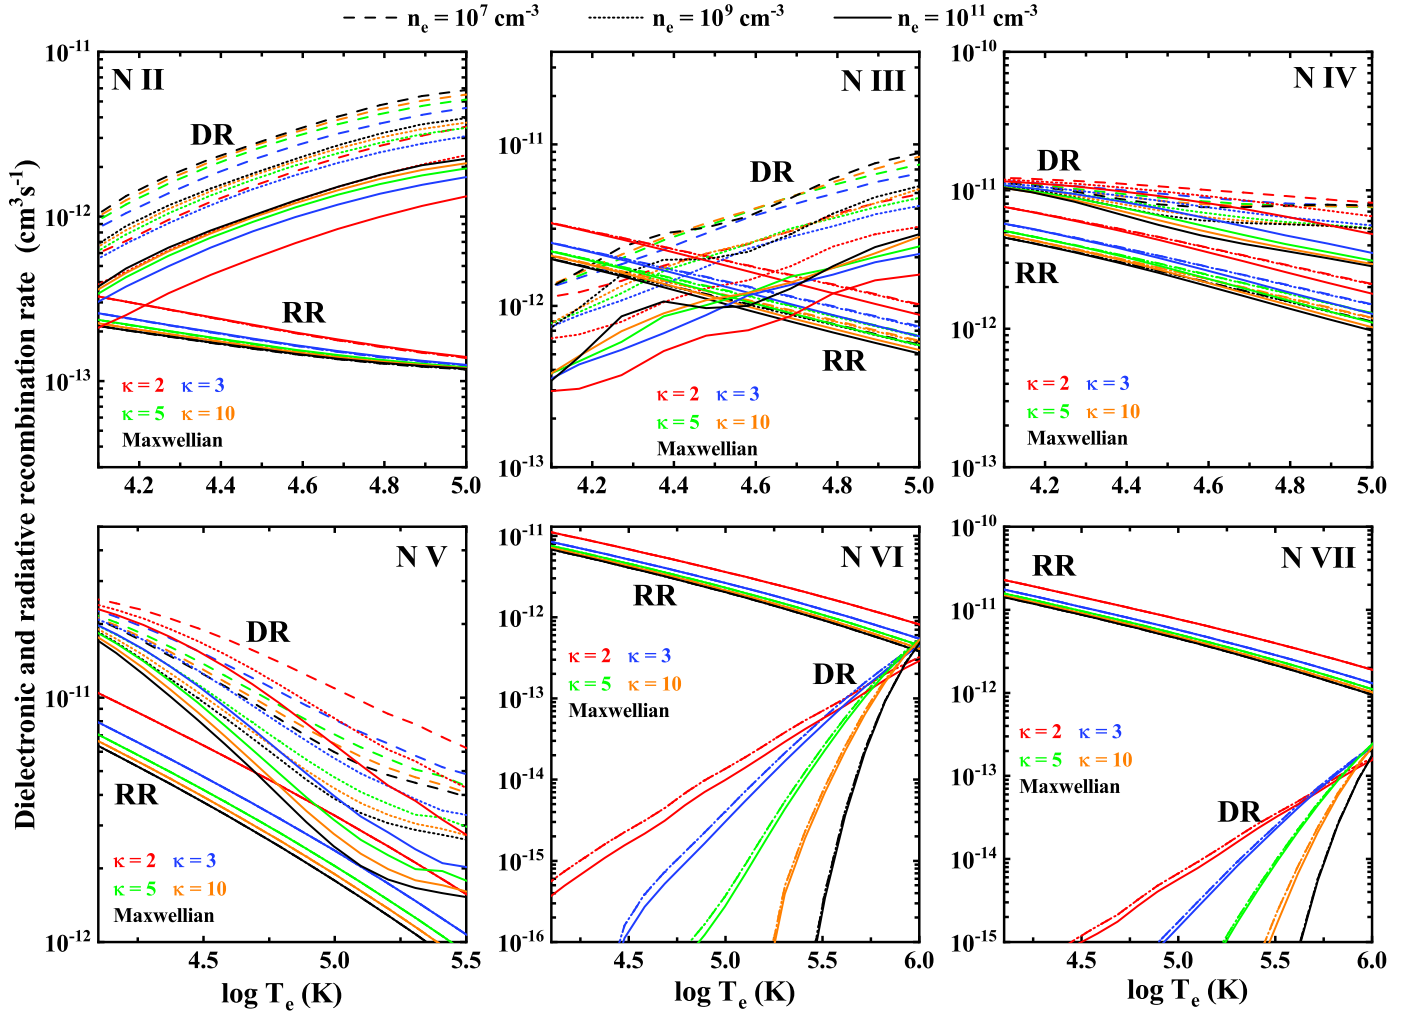 n_e = 10^7 cm^-3 n_e = 10^9 cm^-3 n_e = 10^11 cm^-3
Dielectronic and radiative recombination rate (cm^3s^-1)
10^-11
10^-12
10^-13
N II
DR
RR
κ = 2 κ = 3
κ = 5 κ = 10
Maxwellian
4.2 4.4 4.6 4.8 5.0
10^-11
10^-12
10^-13
N III
DR
RR
κ = 2 κ = 3
κ = 5 κ = 10
Maxwellian
4.2 4.4 4.6 4.8 5.0
10^-10
10^-11
10^-12
10^-13
N IV
DR
RR
κ = 2 κ = 3
κ = 5 κ = 10
Maxwellian
4.2 4.4 4.6 4.8 5.0
10^-11
10^-12
N V
DR
RR
κ = 2 κ = 3
κ = 5 κ = 10
Maxwellian
4.5 5.0 5.5
log T_e (K)
10^-11
10^-12
10^-13
10^-14
10^-15
10^-16
N VI
RR
κ = 2 κ = 3
DR
κ = 5 κ = 10
Maxwellian
4.5 5.0 5.5 6.0
log T_e (K)
10^-10
10^-11
10^-12
10^-13
10^-14
10^-15
N VII
RR
κ = 2 κ = 3
κ = 5 κ = 10
Maxwellian
DR
4.5 5.0 5.5 6.0
log T_e (K)